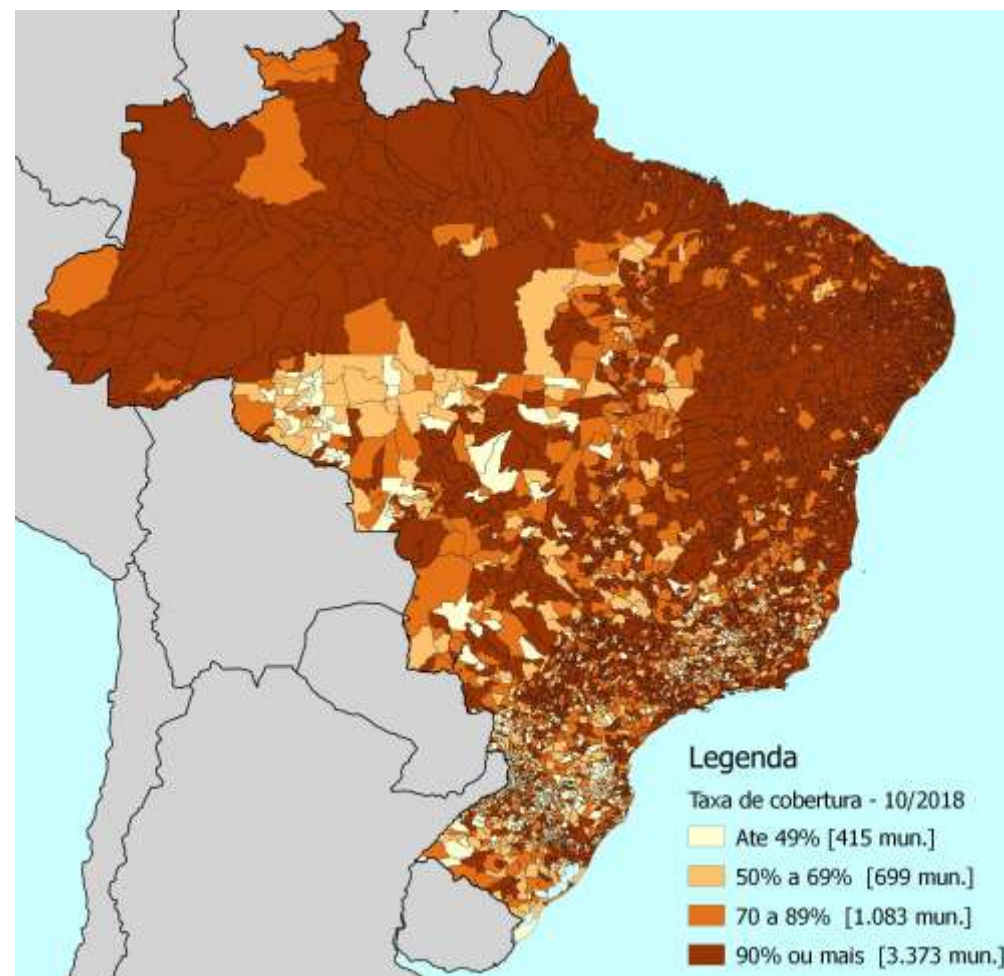 Legenda
Taxa de cobertura - 10/2018
Ate 49% [415 mun.]
50% a 69% [699 mun.]
70 a 89% [1.083 mun.]
90% ou mais [3.373 mun.]